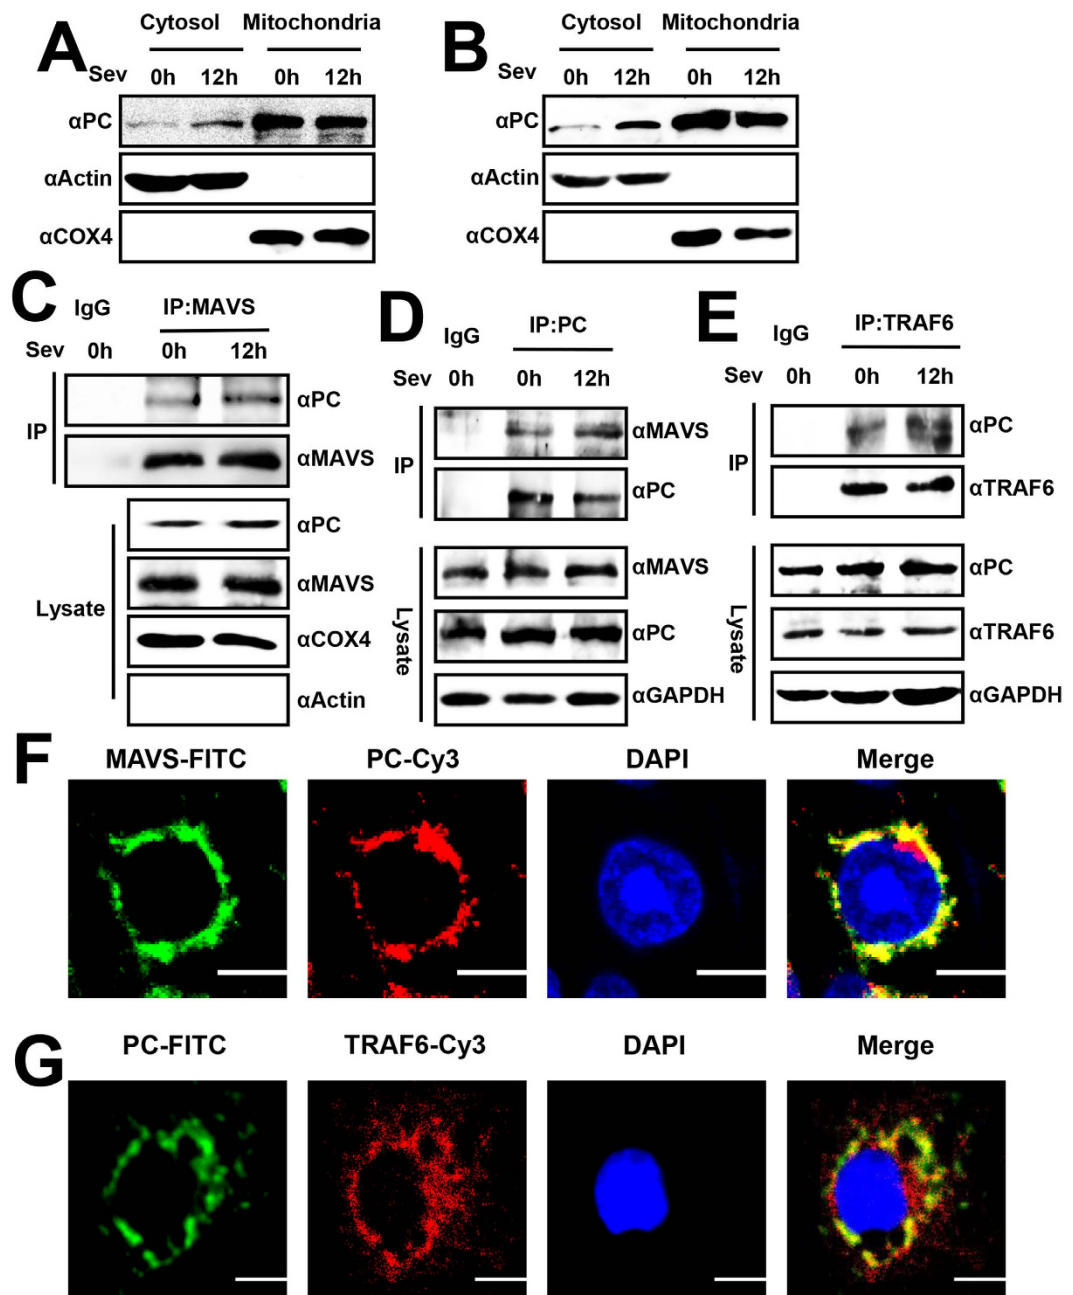 A
Cytosol Mitochondria
Sev 0h 12h 0h 12h
αPC
αActin
αCOX4
B
Cytosol Mitochondria
Sev 0h 12h 0h 12h
αPC
αActin
αCOX4
C
IgG IP:MAVS
Sev 0h 0h 12h
IP
αPC
αMAVS
Lysate
αPC
αMAVS
αCOX4
αActin
D
IgG IP:PC
Sev 0h 0h 12h
IP
αMAVS
αPC
Lysate
αMAVS
αPC
αGAPDH
E
IgG IP:TRAF6
Sev 0h 0h 12h
IP
αPC
αTRAF6
Lysate
αPC
αTRAF6
αGAPDH
F
MAVS-FITC PC-Cy3 DAPI Merge
G
PC-FITC TRAF6-Cy3 DAPI Merge